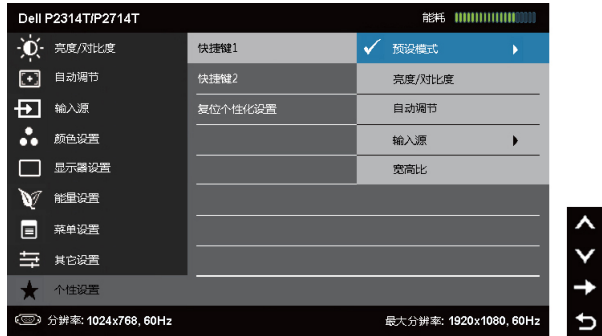 Dell P2314T/P2714T 能耗
亮度/对比度 快捷键1 预设模式
自动调节 快捷键2 亮度/对比度
输入源 复位个性化设置 自动调节
颜色设置 输入源
显示器设置 宽高比
能量设置
菜单设置
其它设置
个性设置
分辨率: 1024x768, 60Hz 最大分辨率: 1920x1080, 60Hz